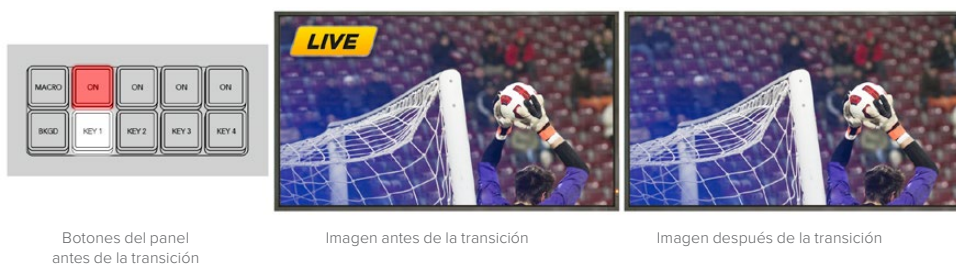 MACRO ON ON ON ON
BKGD KEY 1 KEY 2 KEY 3 KEY 4
LIVE
Botones del panel
antes de la transición
Imagen antes de la transición
Imagen después de la transición